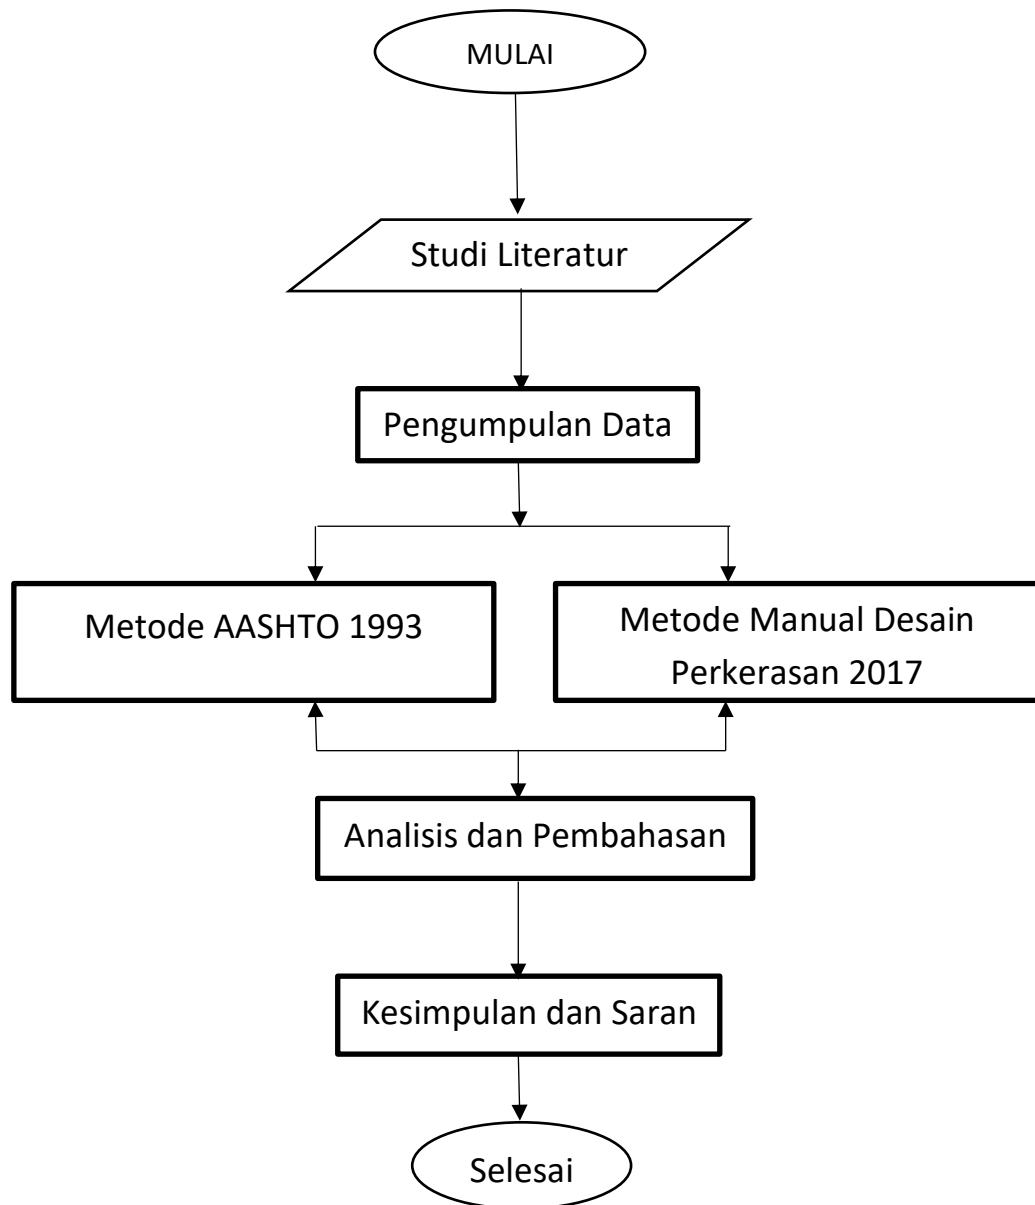 MULAI
Studi Literatur
Pengumpulan Data
Metode AASHTO 1993
Metode Manual Desain
Perkerasan 2017
Analisis dan Pembahasan
Kesimpulan dan Saran
Selesai